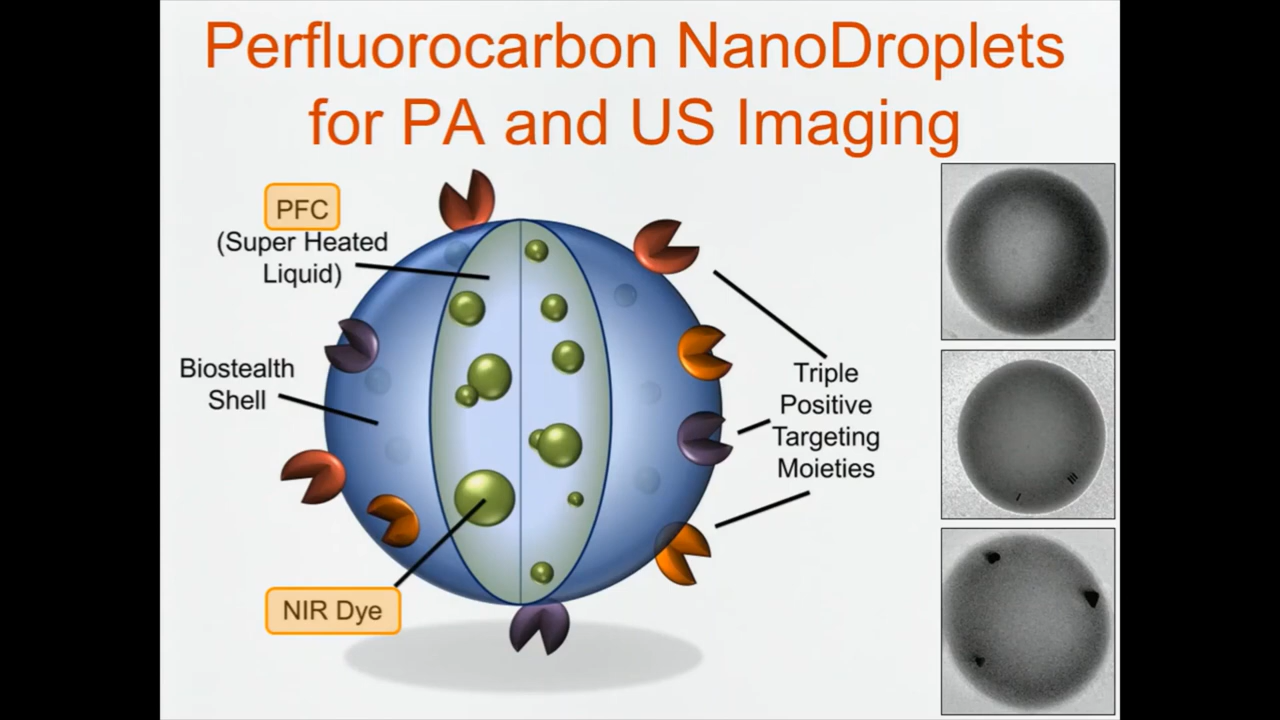 Perfluorocarbon NanoDroplets
for PA and US Imaging
PFC
(Super Heated
Liquid)
Biostealth
Shell
Triple
Positive
Targeting
Moieties
NIR Dye